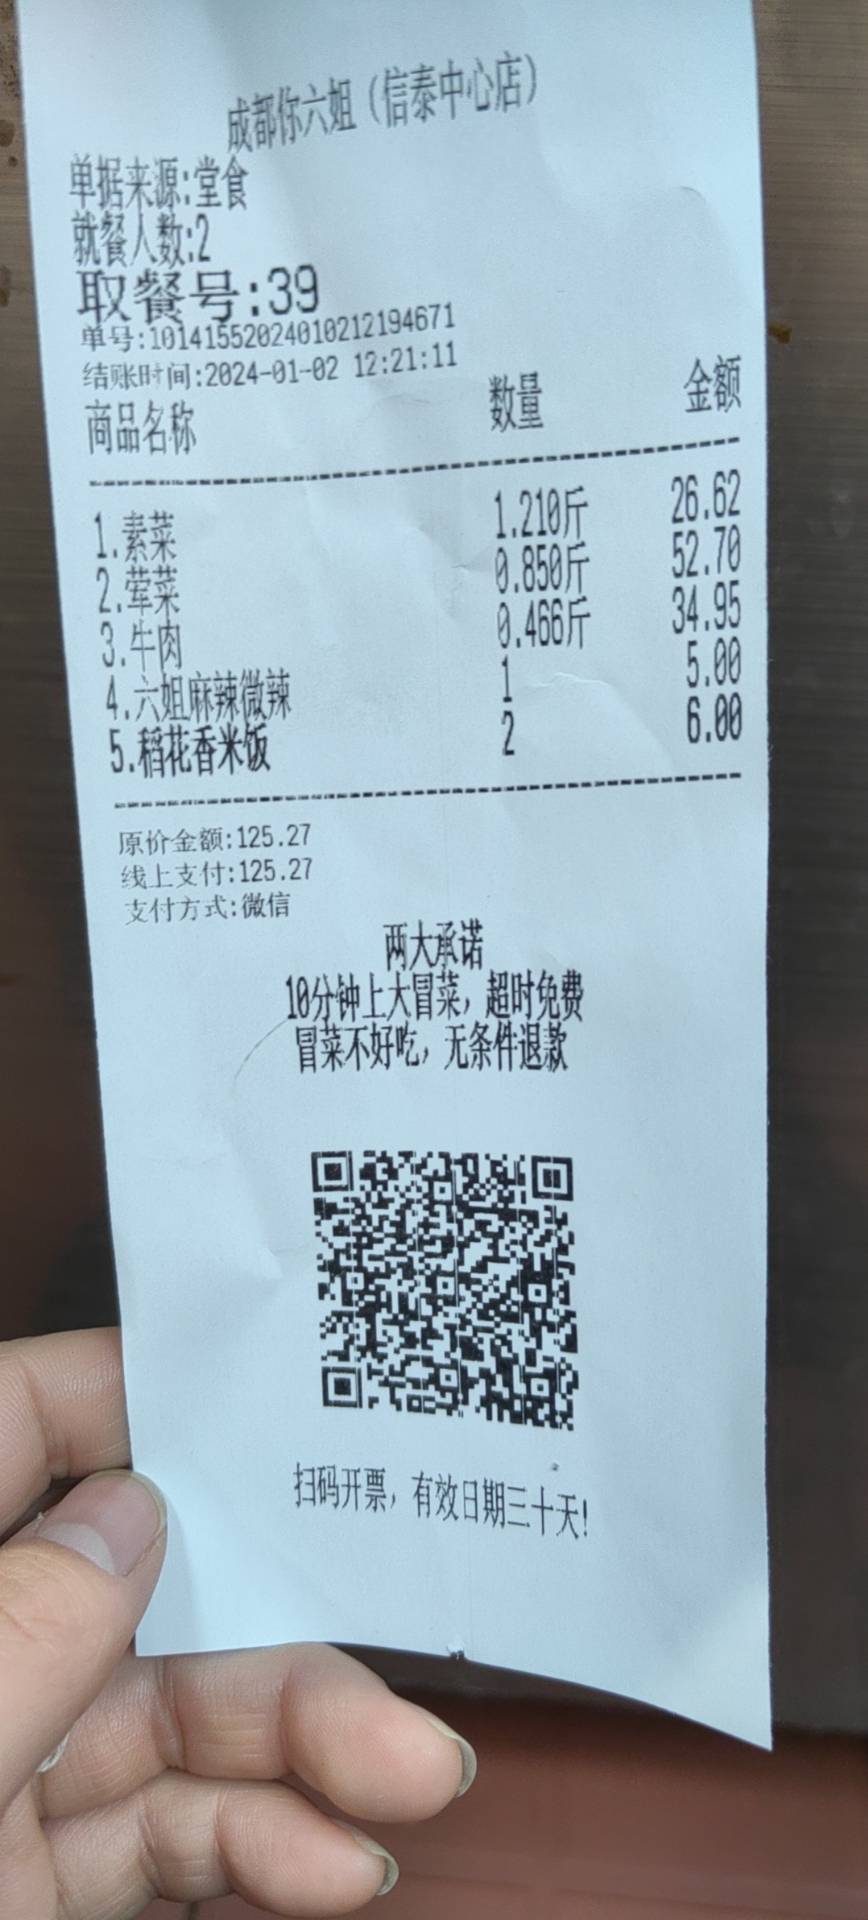 成都你六姐（信泰中心店）
单据来源:堂食
就餐人数:2
取餐号:39
单号:10141552024010212194671
结账时间:2024-01-02 12:21:11
商品名称 数量 金额
1.素菜 1.210斤 26.62
2.荤菜 0.850斤 52.70
3.牛肉 0.466斤 34.95
4.六姐麻辣微辣 1 5.00
5.稻花香米饭 2 6.00
原价金额:125.27
线上支付:125.27
支付方式:微信
两大承诺
10分钟上大冒菜，超时免费
冒菜不好吃，无条件退款
扫码开票，有效日期三十天!